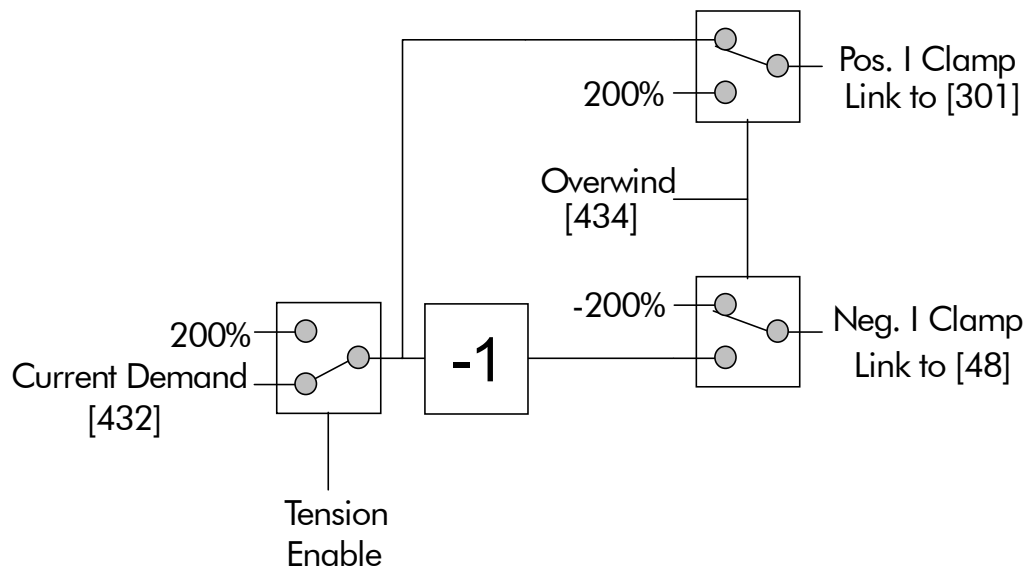 Pos. I Clamp
Link to [301]
200%
Overwind
[434]
-200%
Neg. I Clamp
Link to [48]
200%
Current Demand
[432]
-1
Tension
Enable